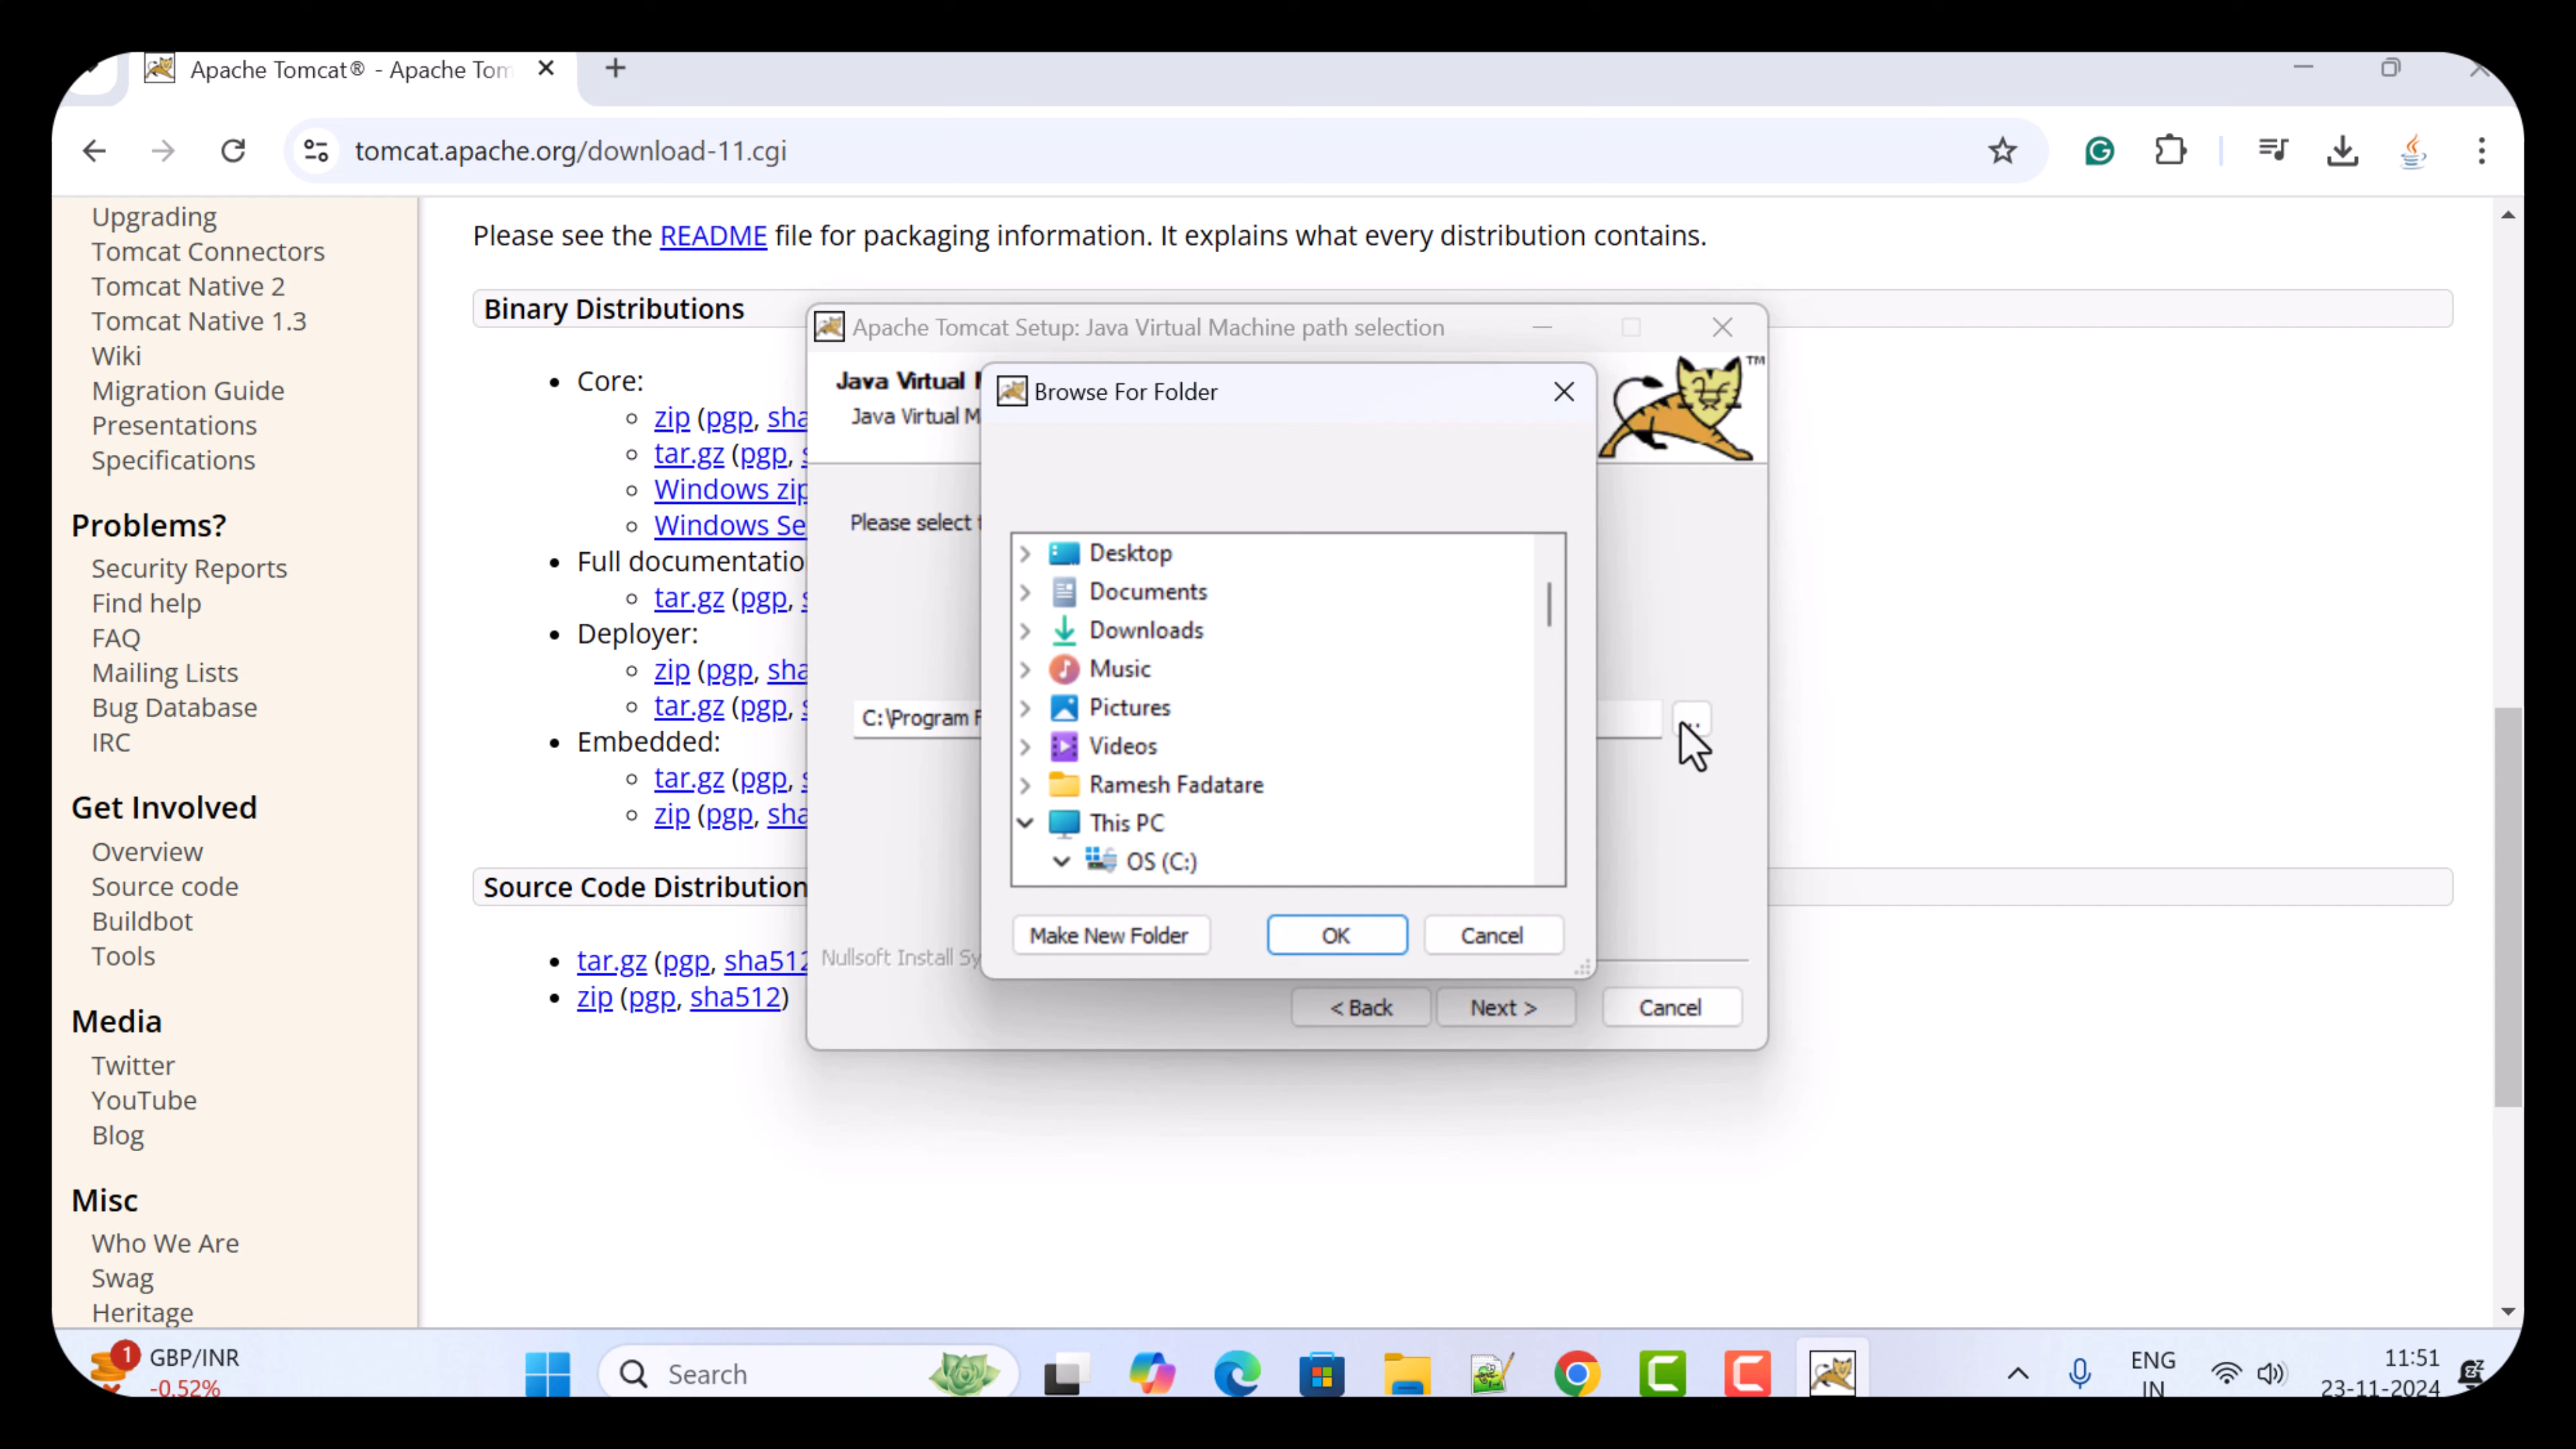 Apache Tomcat® - Apache Tom
tomcat.apache.org/download-11.cgi
Upgrading
Tomcat Connectors
Tomcat Native 2
Tomcat Native 1.3
Wiki
Migration Guide
Presentations
Specifications
Problems?
Security Reports
Find help
FAQ
Mailing Lists
Bug Database
IRC
Get Involved
Overview
Source code
Buildbot
Tools
Media
Twitter
YouTube
Blog
Misc
Who We Are
Swag
Heritage
Please see the README file for packaging information. It explains what every distribution contains.
Binary Distributions
• Core:
zip (pgp, sha
tar.gz (pgp, s
Windows zip
Windows Se
• Full documentatio
tar.gz (pgp, s
• Deployer:
zip (pgp, sha
tar.gz (pgp, s
• Embedded:
tar.gz (pgp, s
zip (pgp, sha
Source Code Distribution
• tar.gz (pgp, sha512
• zip (pgp, sha512)
Apache Tomcat Setup: Java Virtual Machine path selection
Java Virtual M
Java Virtual M
TM
Please select t
C:\Program F
...
Nullsoft Install Sy
< Back
Next >
Cancel
Browse For Folder
Desktop
Documents
Downloads
Music
Pictures
Videos
Ramesh Fadatare
This PC
OS (C:)
Make New Folder
OK
Cancel
1
GBP/INR
-0.52%
Search
ENG
IN
11:51
23-11-2024